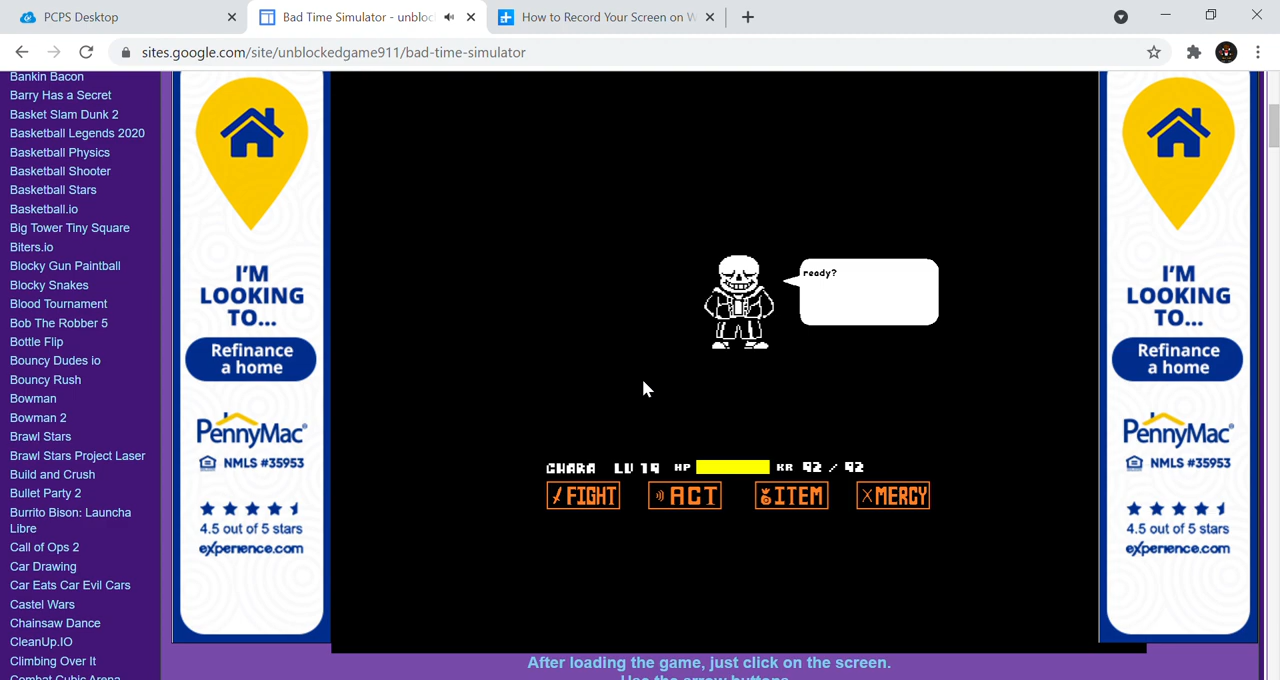 PCPS Desktop
Bad Time Simulator - unbloc
How to Record Your Screen on W
sites.google.com/site/unblockedgame911/bad-time-simulator
Bankin Bacon
Barry Has a Secret
Basket Slam Dunk 2
Basketball Legends 2020
Basketball Physics
Basketball Shooter
Basketball Stars
Basketball.io
Big Tower Tiny Square
Biters.io
Blocky Gun Paintball
Blocky Snakes
Blood Tournament
Bob The Robber 5
Bottle Flip
Bouncy Dudes io
Bouncy Rush
Bowman
Bowman 2
Brawl Stars
Brawl Stars Project Laser
Build and Crush
Bullet Party 2
Burrito Bison: Launcha
Libre
Call of Ops 2
Car Drawing
Car Eats Car Evil Cars
Castel Wars
Chainsaw Dance
CleanUp.IO
Climbing Over It
Combat Cubic Arena
I'M
LOOKING
TO...
Refinance
a home
PennyMac
NMLS #35953
4.5 out of 5 stars
experience.com
ready?
CHARA LV 19 HP KR 92 / 92
FIGHT
ACT
ITEM
MERCY
I'M
LOOKING
TO...
Refinance
a home
PennyMac
NMLS #35953
4.5 out of 5 stars
experience.com
After loading the game, just click on the screen.
Use the arrow buttons